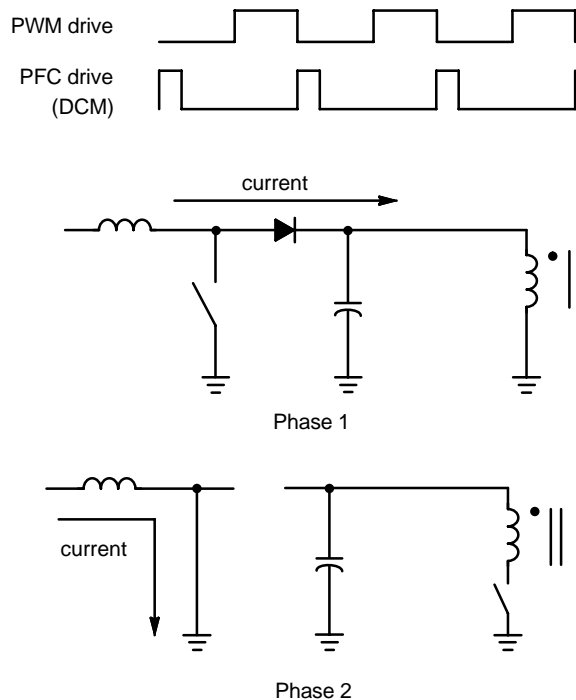 PWM drive
PFC drive
(DCM)
current
Phase 1
current
Phase 2